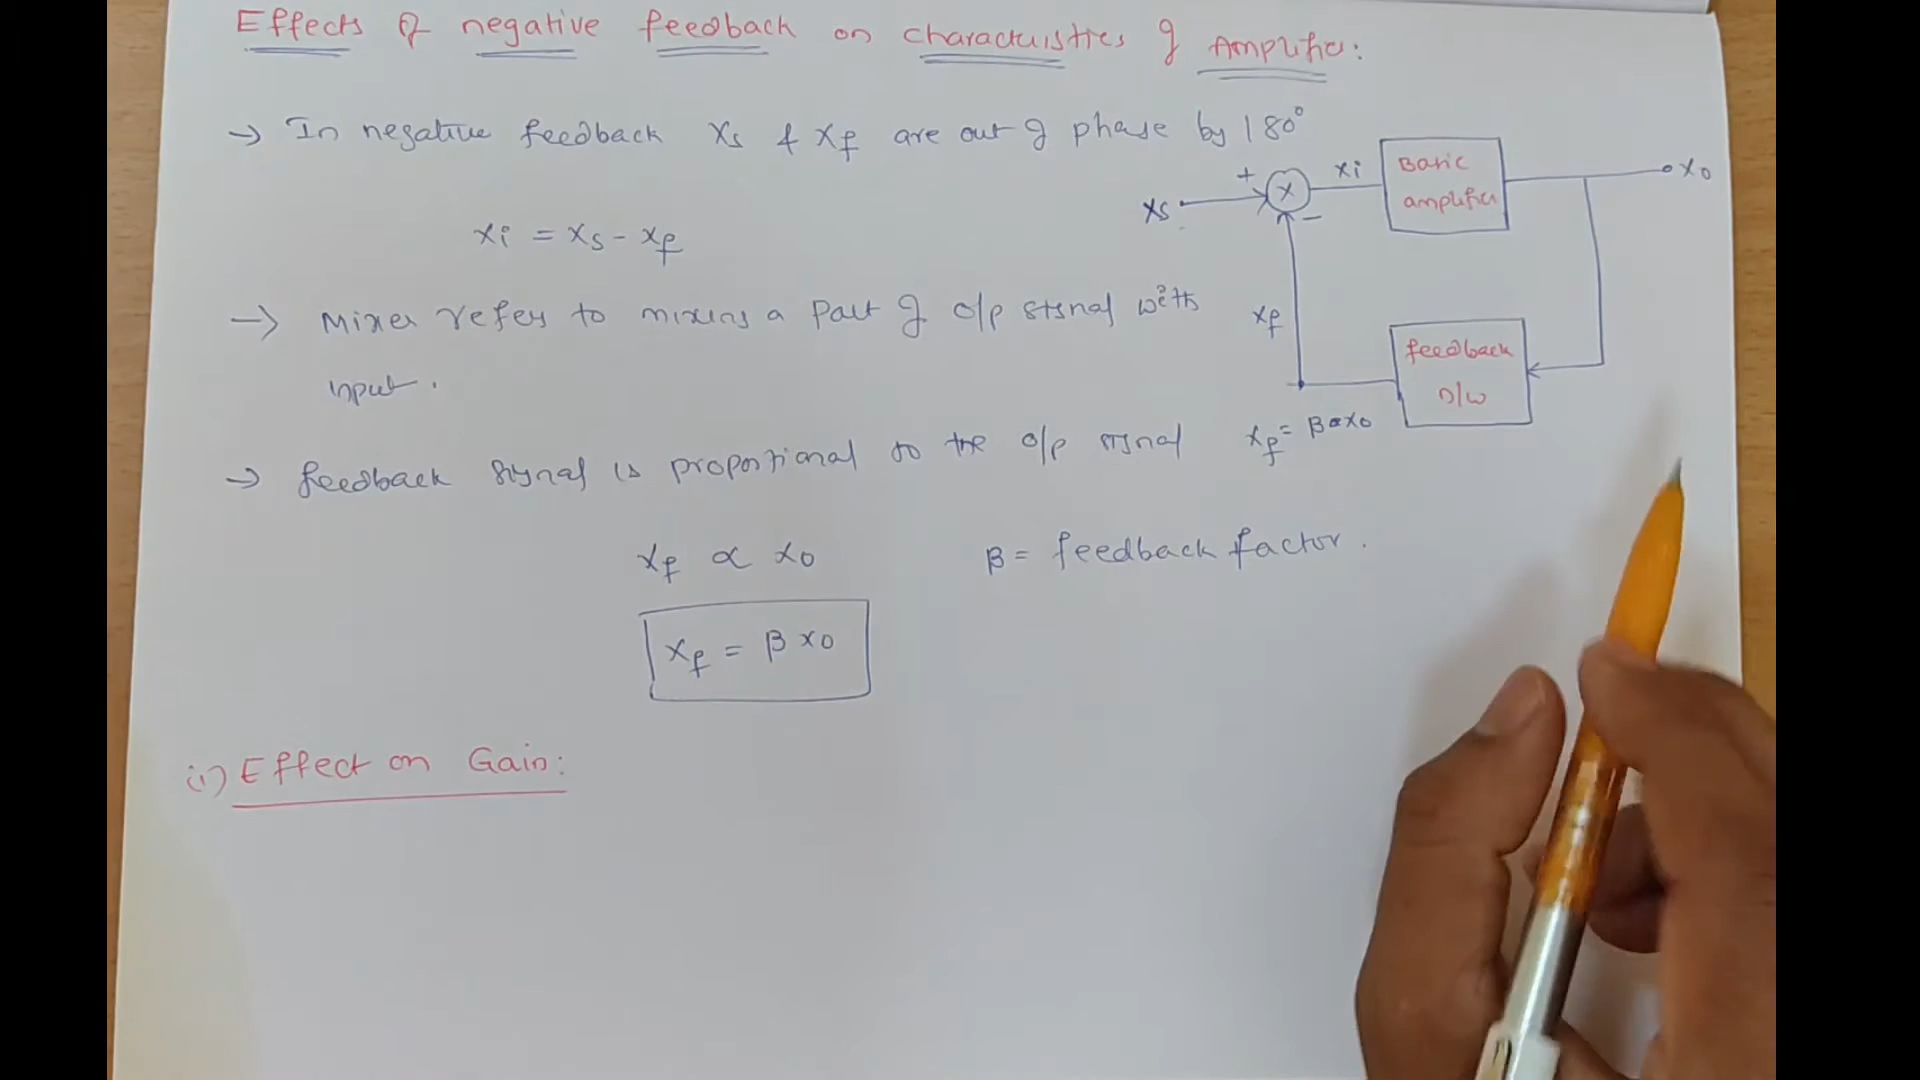 Effects of negative feedback on characteristics of Amplifier:
→ In negative feedback Xs & Xf are out of phase by 180°
Xi = Xs - Xf
→ Mixer refers to mixing a part of o/p signal with
input.
→ feedback signal is proportional to the o/p signal
Xf ∝ Xo
β = feedback factor.
Xf = β Xo
(i) Effect on Gain:
Xs
+
X
-
Xi
Basic
amplifier
Xo
Xf
feedback
n/w